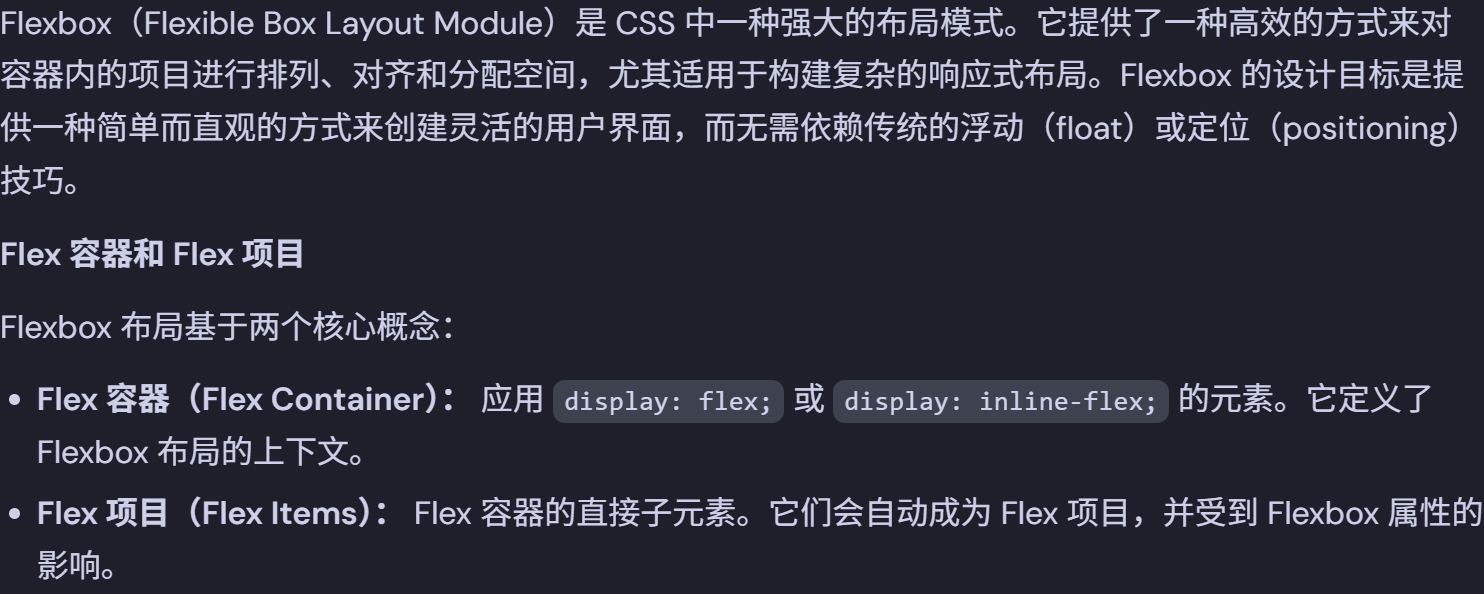 Flexbox（Flexible Box Layout Module）是 CSS 中一种强大的布局模式。它提供了一种高效的方式来对
容器内的项目进行排列、对齐和分配空间，尤其适用于构建复杂的响应式布局。Flexbox 的设计目标是提
供一种简单而直观的方式来创建灵活的用户界面，而无需依赖传统的浮动（float）或定位（positioning）
技巧。
Flex 容器和 Flex 项目
Flexbox 布局基于两个核心概念：
• Flex 容器（Flex Container）： 应用 display: flex; 或 display: inline-flex; 的元素。它定义了
Flexbox 布局的上下文。
• Flex 项目（Flex Items）： Flex 容器的直接子元素。它们会自动成为 Flex 项目，并受到 Flexbox 属性的
影响。